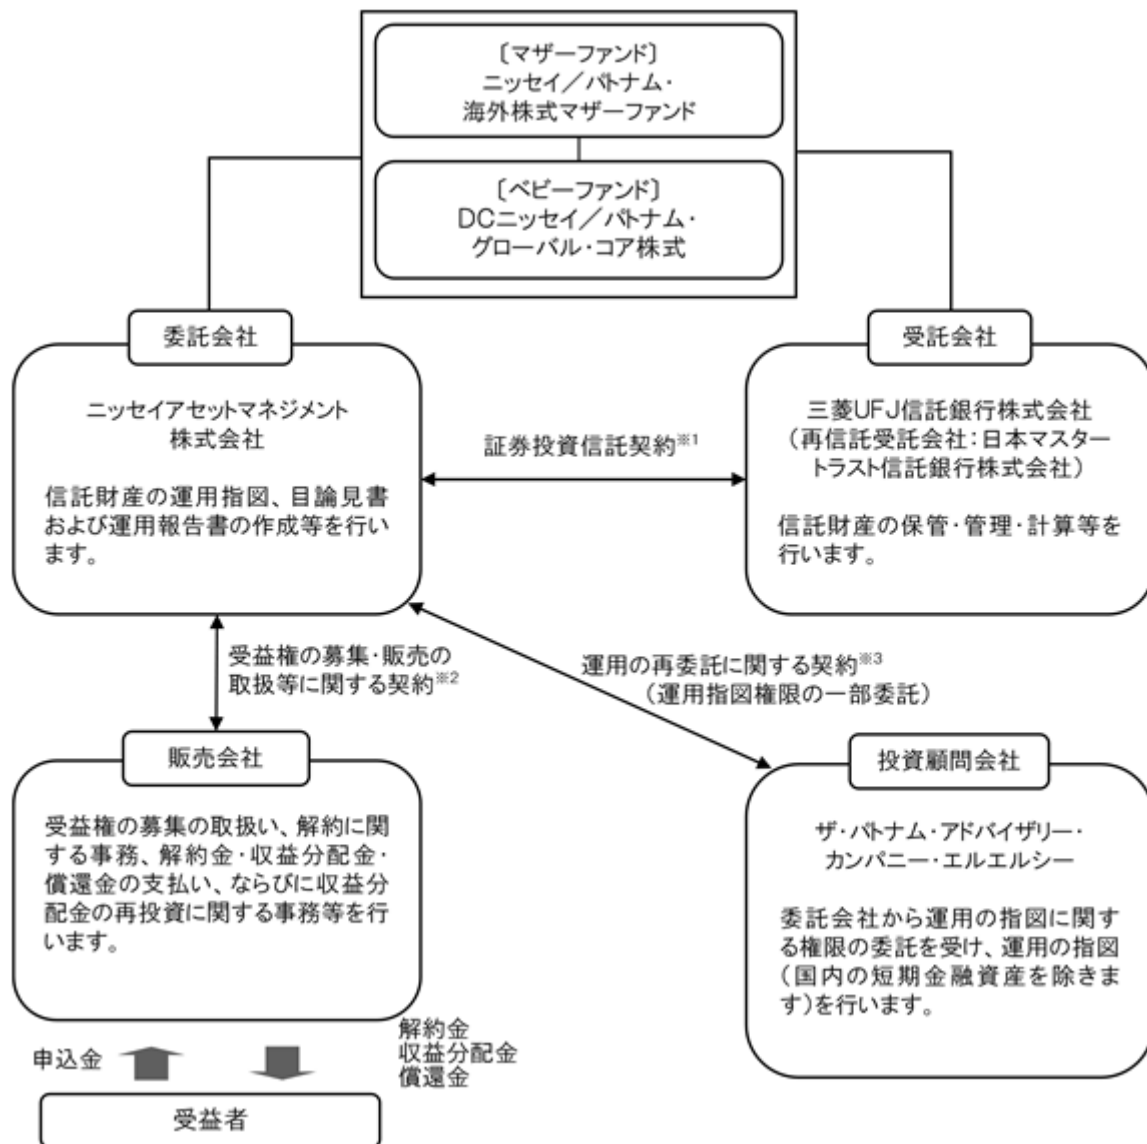 〔マザーファンド〕
ニッセイ／パトナム・
海外株式マザーファンド
〔ベビーファンド〕
DCニッセイ／パトナム・
グローバル・コア株式
委託会社
ニッセイアセットマネジメント
株式会社
信託財産の運用指図、目論見書
および運用報告書の作成等を行い
ます。
証券投資信託契約※1
受託会社
三菱UFJ信託銀行株式会社
（再信託受託会社：日本マスター
トラスト信託銀行株式会社）
信託財産の保管・管理・計算等を
行います。
受益権の募集・販売の
取扱等に関する契約※2
運用の再委託に関する契約※3
（運用指図権限の一部委託）
販売会社
受益権の募集の取扱い、解約に関
する事務、解約金・収益分配金・
償還金の支払い、ならびに収益分
配金の再投資に関する事務等を行
います。
投資顧問会社
ザ・パトナム・アドバイザリー・
カンパニー・エルエルシー
委託会社から運用の指図に関す
る権限の委託を受け、運用の指図
（国内の短期金融資産を除きま
す）を行います。
申込金
解約金
収益分配金
償還金
受益者